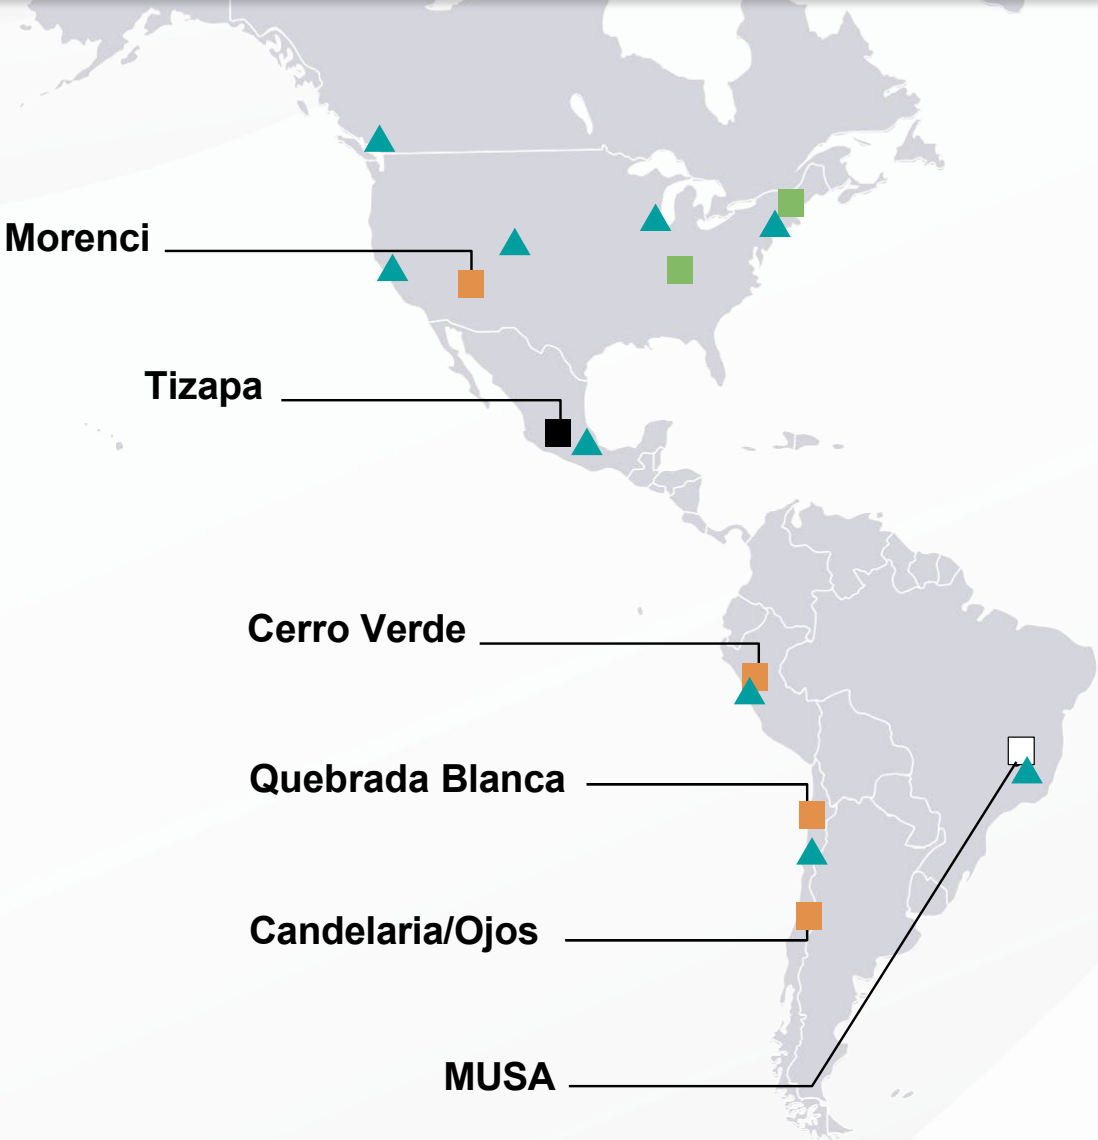 Morenci
Tizapa
Cerro Verde
Quebrada Blanca
Candelaria/Ojos
MUSA